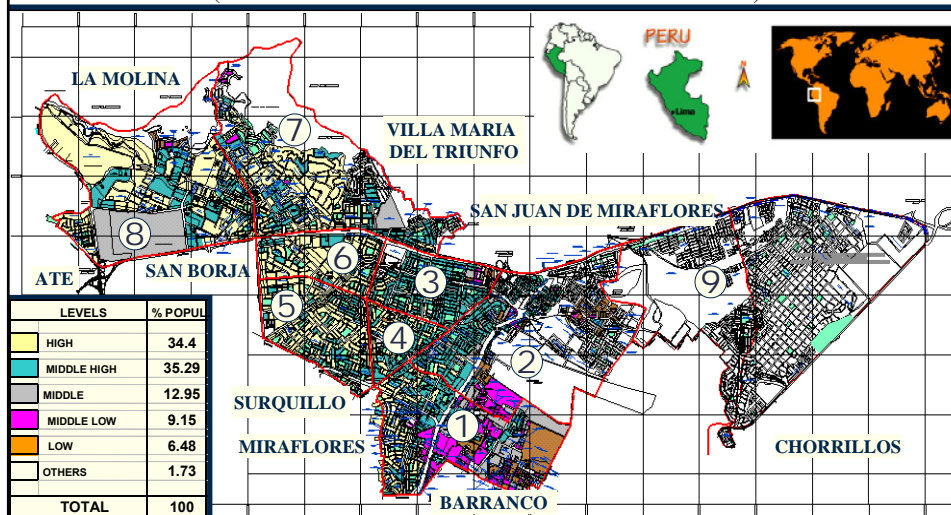 LA MOLINA
PERU
N
Lima
7
VILLA MARIA
DEL TRIUNFO
SAN JUAN DE MIRAFLORES
8
ATE
SAN BORJA
6
3
9
5
4
2
SURQUILLO
MIRAFLORES
1
BARRANCO
CHORRILLOS
LEVELS % POPUL
HIGH 34.4
MIDDLE HIGH 35.29
MIDDLE 12.95
MIDDLE LOW 9.15
LOW 6.48
OTHERS 1.73
TOTAL 100